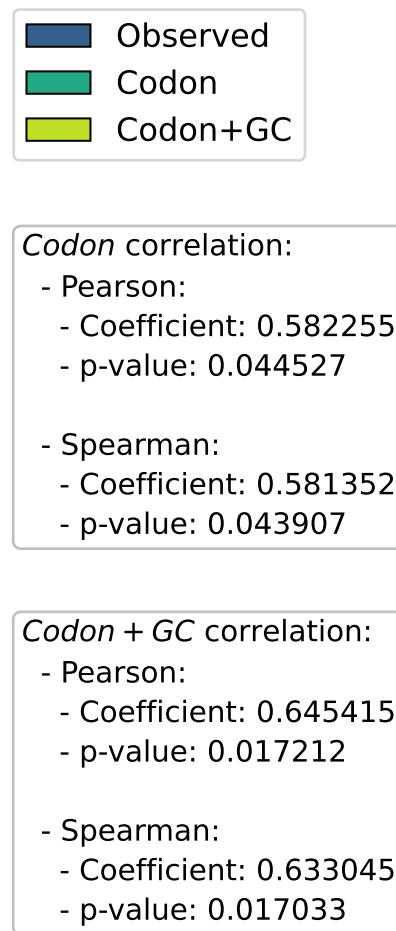 Observed
Codon
Codon+GC
Codon correlation:
- Pearson:
- Coefficient: 0.582255
- p-value: 0.044527
- Spearman:
- Coefficient: 0.581352
- p-value: 0.043907
Codon + GC correlation:
- Pearson:
- Coefficient: 0.645415
- p-value: 0.017212
- Spearman:
- Coefficient: 0.633045
- p-value: 0.017033